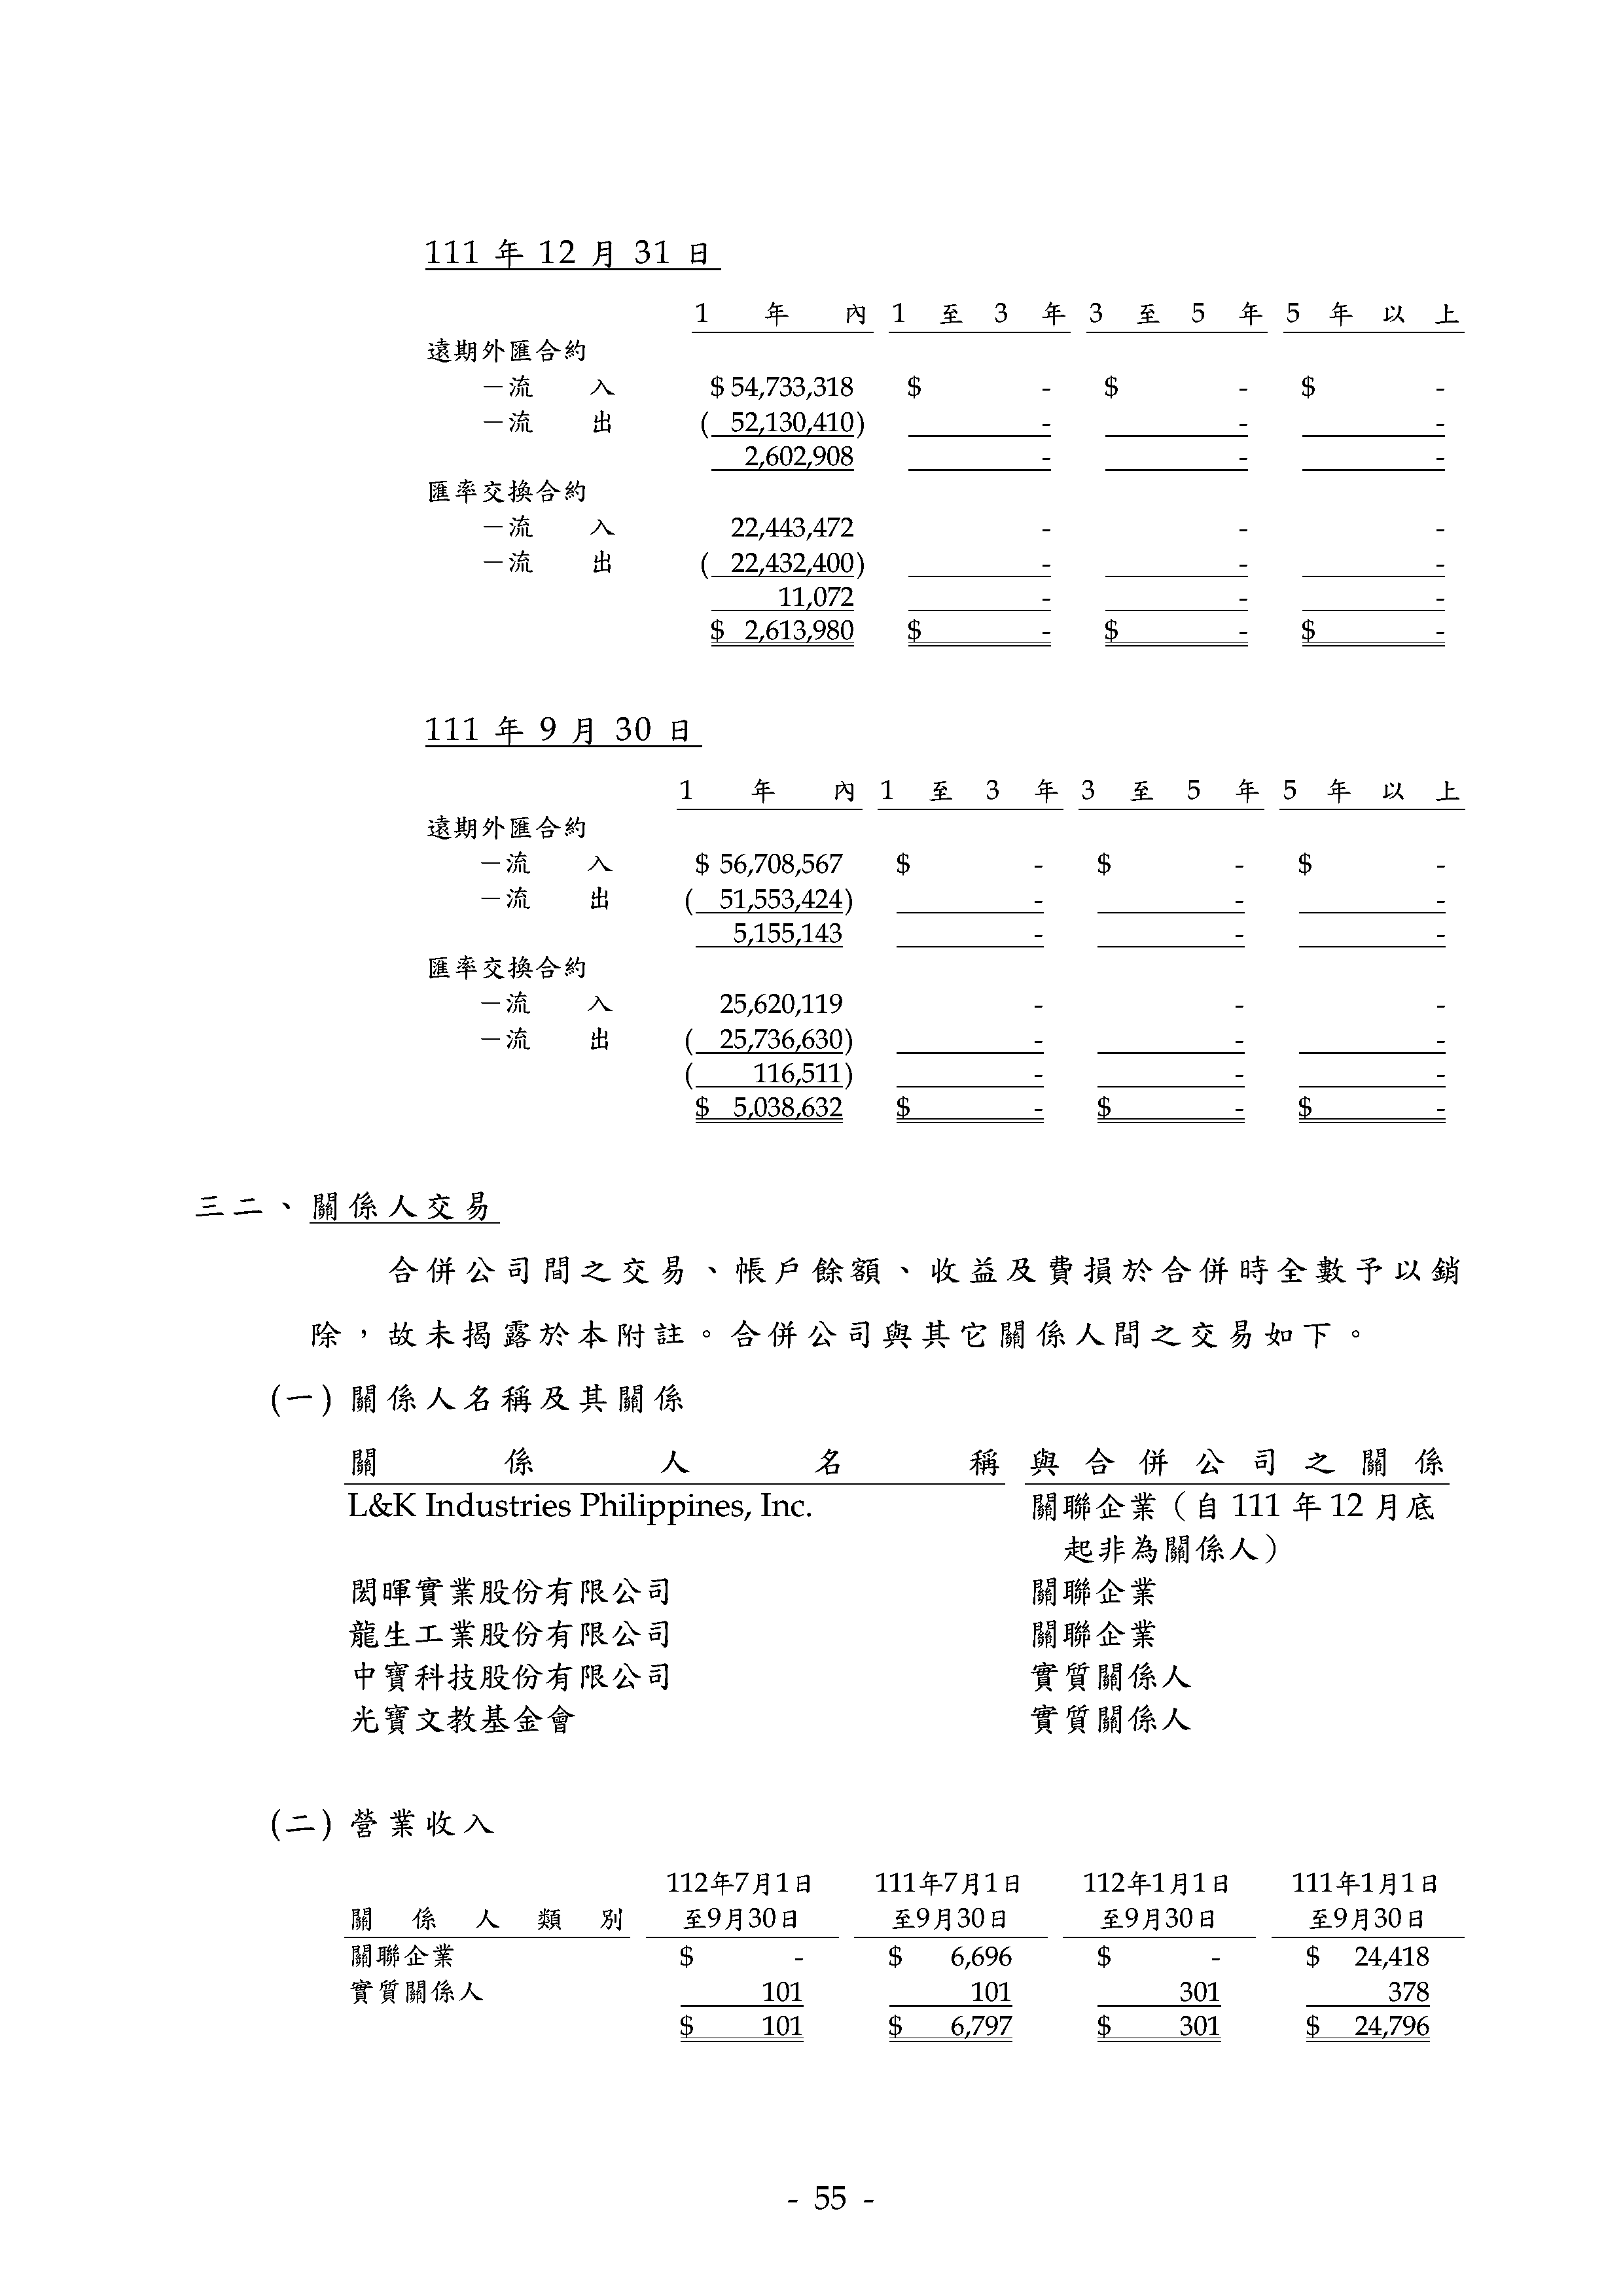 111 年 12 月 31 日
1 年 內 1 至 3 年 3 至 5 年 5 年 以 上
遠期外匯合約
－流 入 $ 54,733,318 $ - $ - $ -
－流 出 ( 52,130,410) - - -
2,602,908 - - -
匯率交換合約
－流 入 22,443,472 - - -
－流 出 ( 22,432,400) - - -
11,072 - - -
$ 2,613,980 $ - $ - $ -
111 年 9 月 30 日
1 年 內 1 至 3 年 3 至 5 年 5 年 以 上
遠期外匯合約
－流 入 $ 56,708,567 $ - $ - $ -
－流 出 ( 51,553,424) - - -
5,155,143 - - -
匯率交換合約
－流 入 25,620,119 - - -
－流 出 ( 25,736,630) - - -
( 116,511) - - -
$ 5,038,632 $ - $ - $ -
三二、關係人交易
合併公司間之交易、帳戶餘額、收益及費損於合併時全數予以銷
除，故未揭露於本附註。合併公司與其它關係人間之交易如下。
(一) 關係人名稱及其關係
關 係 人 名 稱 與 合 併 公 司 之 關 係
L&K Industries Philippines, Inc. 關聯企業（自 111 年 12 月底
起非為關係人）
閎暉實業股份有限公司 關聯企業
龍生工業股份有限公司 關聯企業
中寶科技股份有限公司 實質關係人
光寶文教基金會 實質關係人
(二) 營業收入
112年7月1日 111年7月1日 112年1月1日 111年1月1日
關 係 人 類 別 至9月30日 至9月30日 至9月30日 至9月30日
關聯企業 $ - $ 6,696 $ - $ 24,418
實質關係人 101 101 301 378
$ 101 $ 6,797 $ 301 $ 24,796
- 55 -